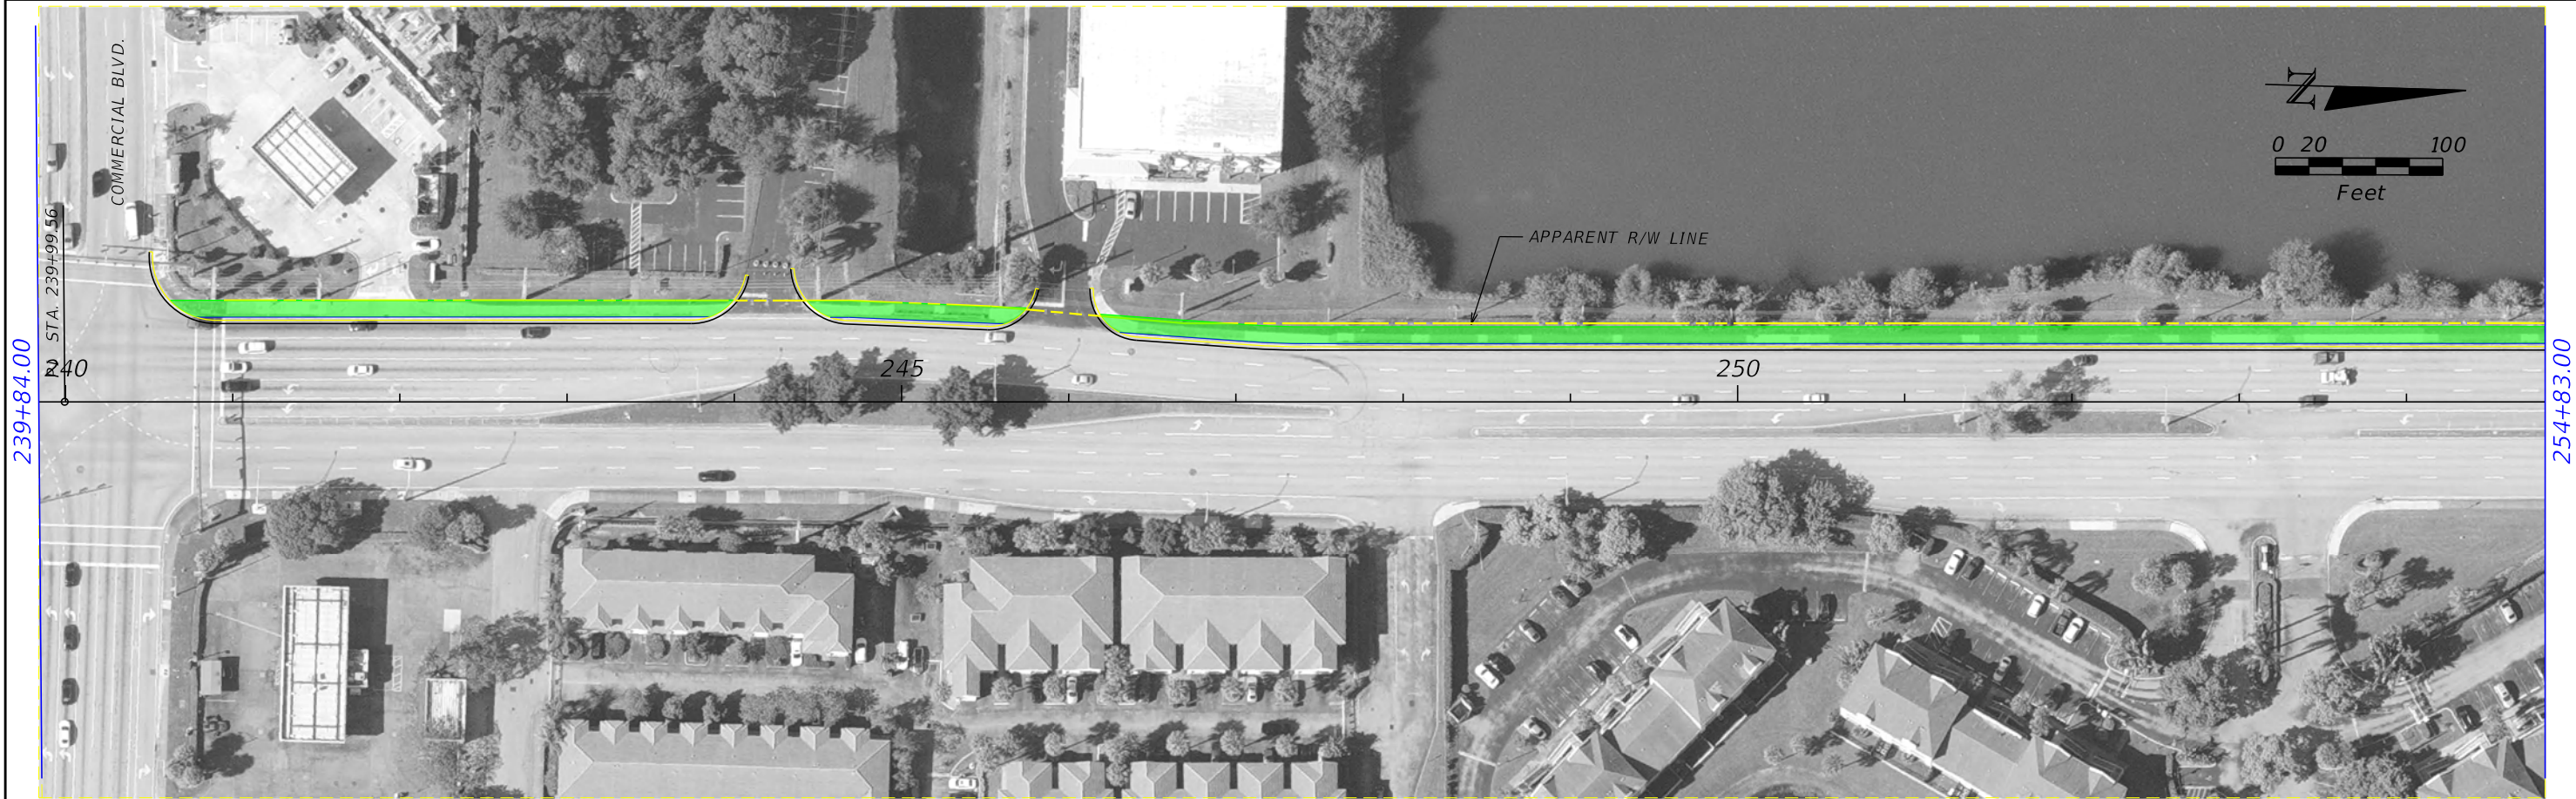 COMMERCIAL BLVD.
N
0 20 100
Feet
APPARENT R/W LINE
STA. 239+99.56
240
245
250
239+84.00
254+83.00